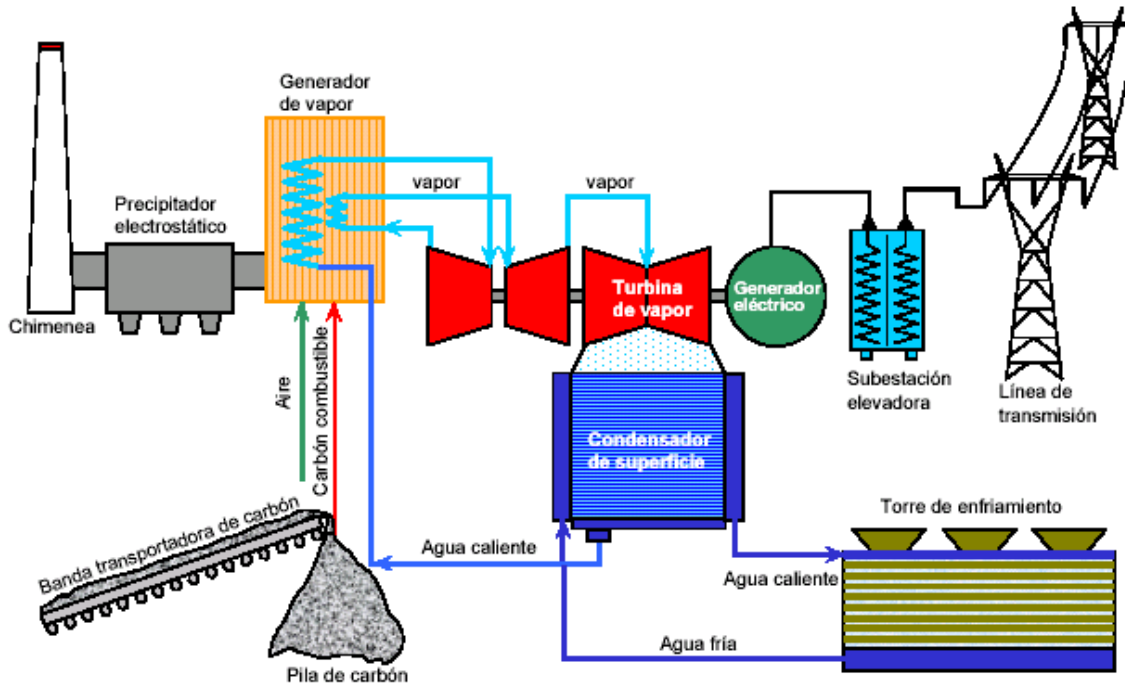 Generador
de vapor
vapor
vapor
Precipitador
electrostático
Turbina
de vapor
Generador
eléctrico
Chimenea
Aire
Carbón combustible
Subestación
elevadora
Línea de
transmisión
Condensador
de superficie
Banda transportadora de carbón
Torre de enfriamiento
Agua caliente
Agua caliente
Agua fría
Pila de carbón